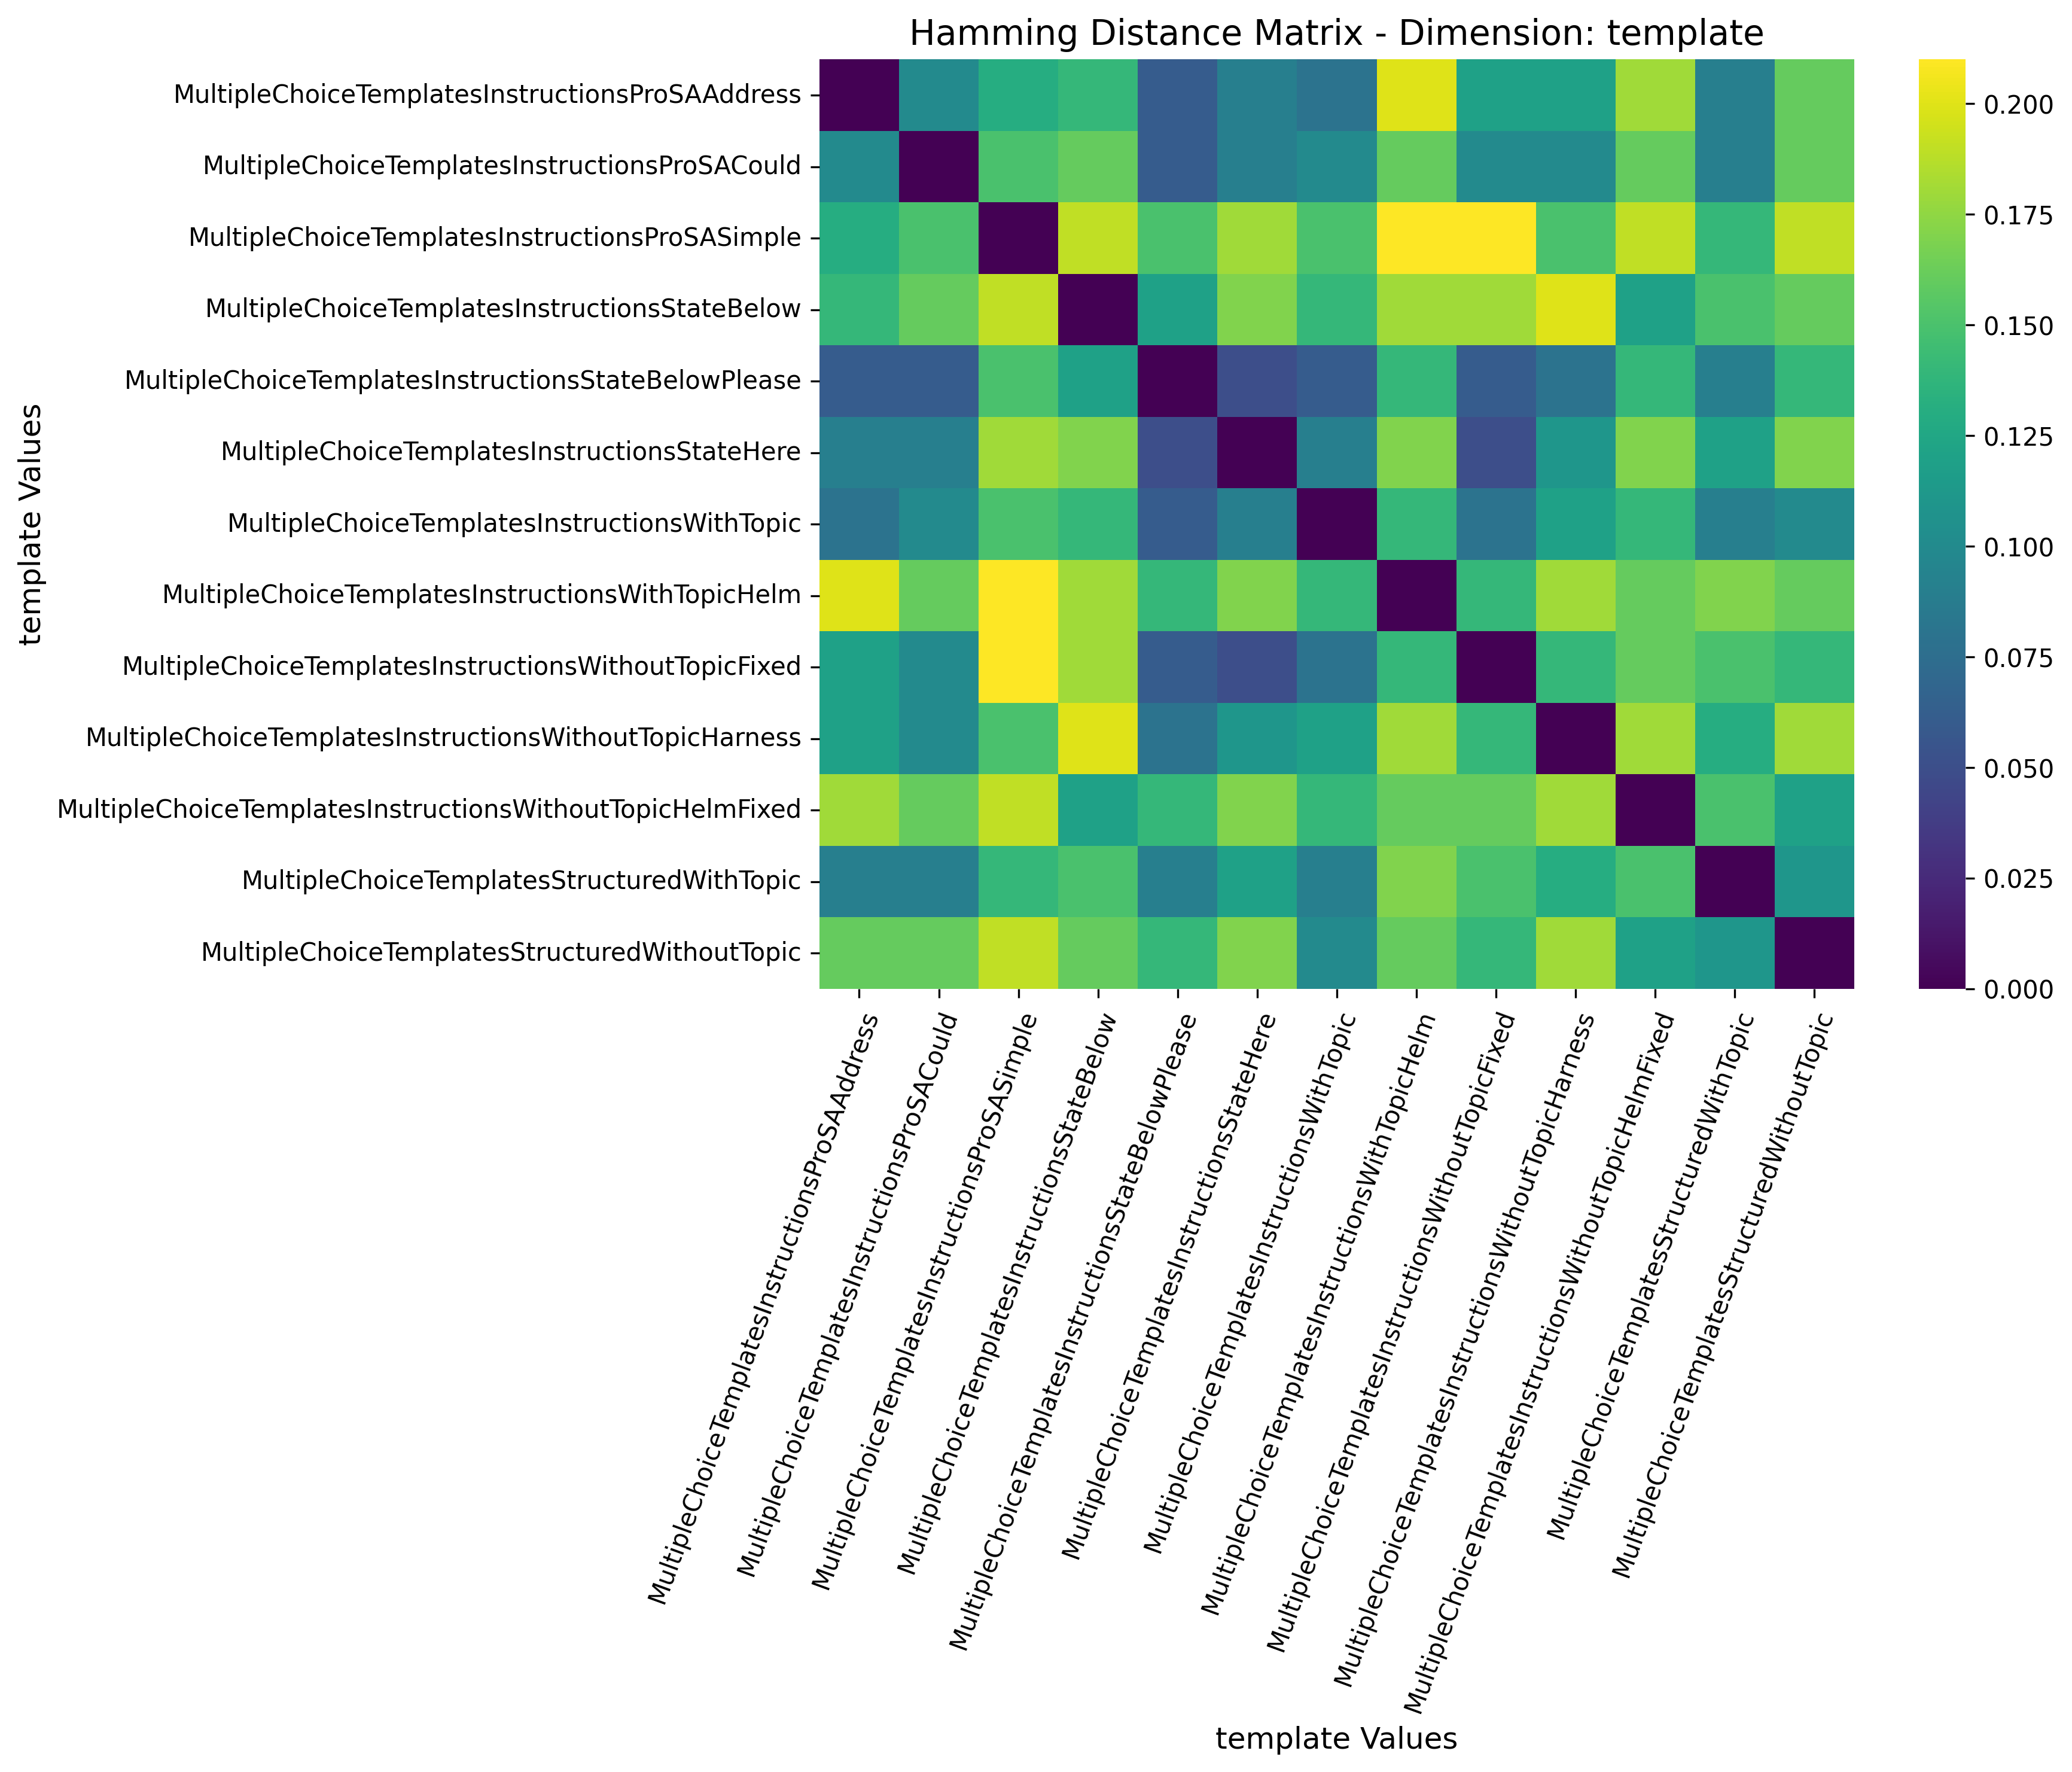 Hamming Distance Matrix - Dimension: template
template Values
MultipleChoiceTemplatesInstructionsProSAAddress
MultipleChoiceTemplatesInstructionsProSACould
MultipleChoiceTemplatesInstructionsProSASimple
MultipleChoiceTemplatesInstructionsStateBelow
MultipleChoiceTemplatesInstructionsStateBelowPlease
MultipleChoiceTemplatesInstructionsStateHere
MultipleChoiceTemplatesInstructionsWithTopic
MultipleChoiceTemplatesInstructionsWithTopicHelm
MultipleChoiceTemplatesInstructionsWithoutTopicFixed
MultipleChoiceTemplatesInstructionsWithoutTopicHarness
MultipleChoiceTemplatesInstructionsWithoutTopicHelmFixed
MultipleChoiceTemplatesStructuredWithTopic
MultipleChoiceTemplatesStructuredWithoutTopic
0.200
0.175
0.150
0.125
0.100
0.075
0.050
0.025
0.000
MultipleChoiceTemplatesInstructionsProSAAddress
MultipleChoiceTemplatesInstructionsProSACould
MultipleChoiceTemplatesInstructionsProSASimple
MultipleChoiceTemplatesInstructionsStateBelow
MultipleChoiceTemplatesInstructionsStateBelowPlease
MultipleChoiceTemplatesInstructionsStateHere
MultipleChoiceTemplatesInstructionsWithTopic
MultipleChoiceTemplatesInstructionsWithTopicHelm
MultipleChoiceTemplatesInstructionsWithoutTopicFixed
MultipleChoiceTemplatesInstructionsWithoutTopicHarness
MultipleChoiceTemplatesInstructionsWithoutTopicHelmFixed
MultipleChoiceTemplatesStructuredWithTopic
MultipleChoiceTemplatesStructuredWithoutTopic
template Values